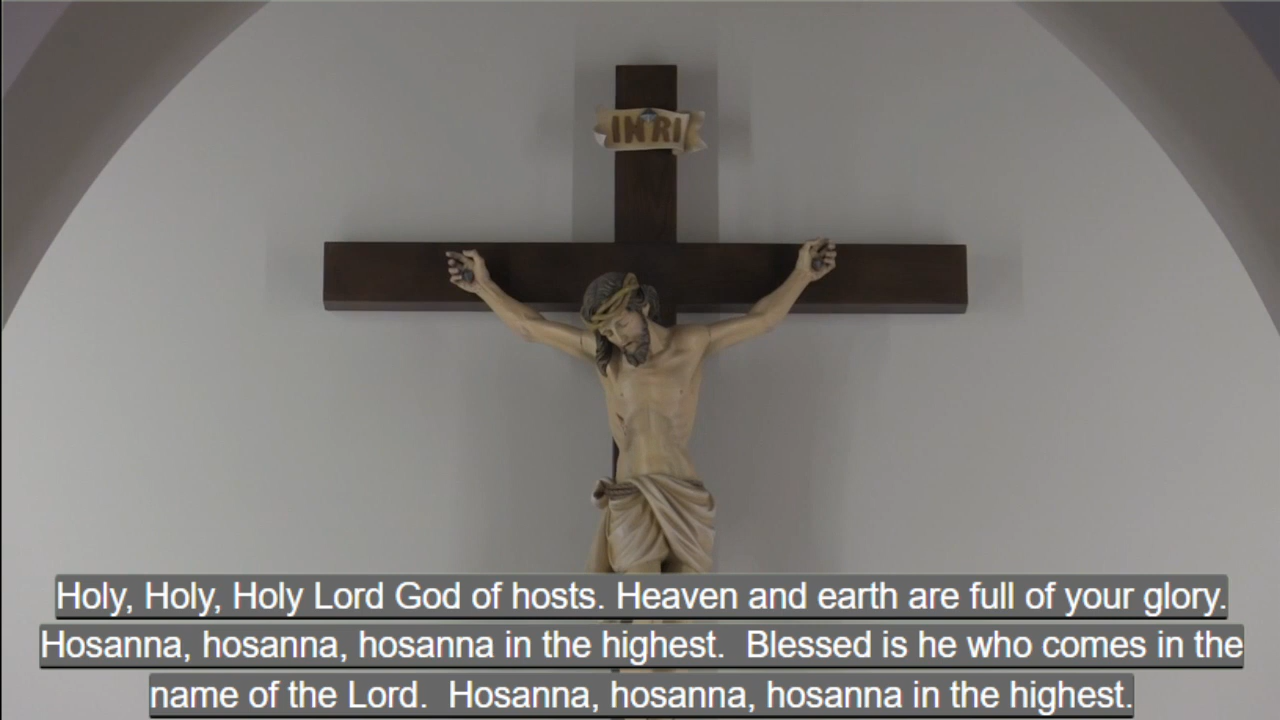 INRI
Holy, Holy, Holy Lord God of hosts. Heaven and earth are full of your glory.
Hosanna, hosanna, hosanna in the highest.  Blessed is he who comes in the
name of the Lord.  Hosanna, hosanna, hosanna in the highest.